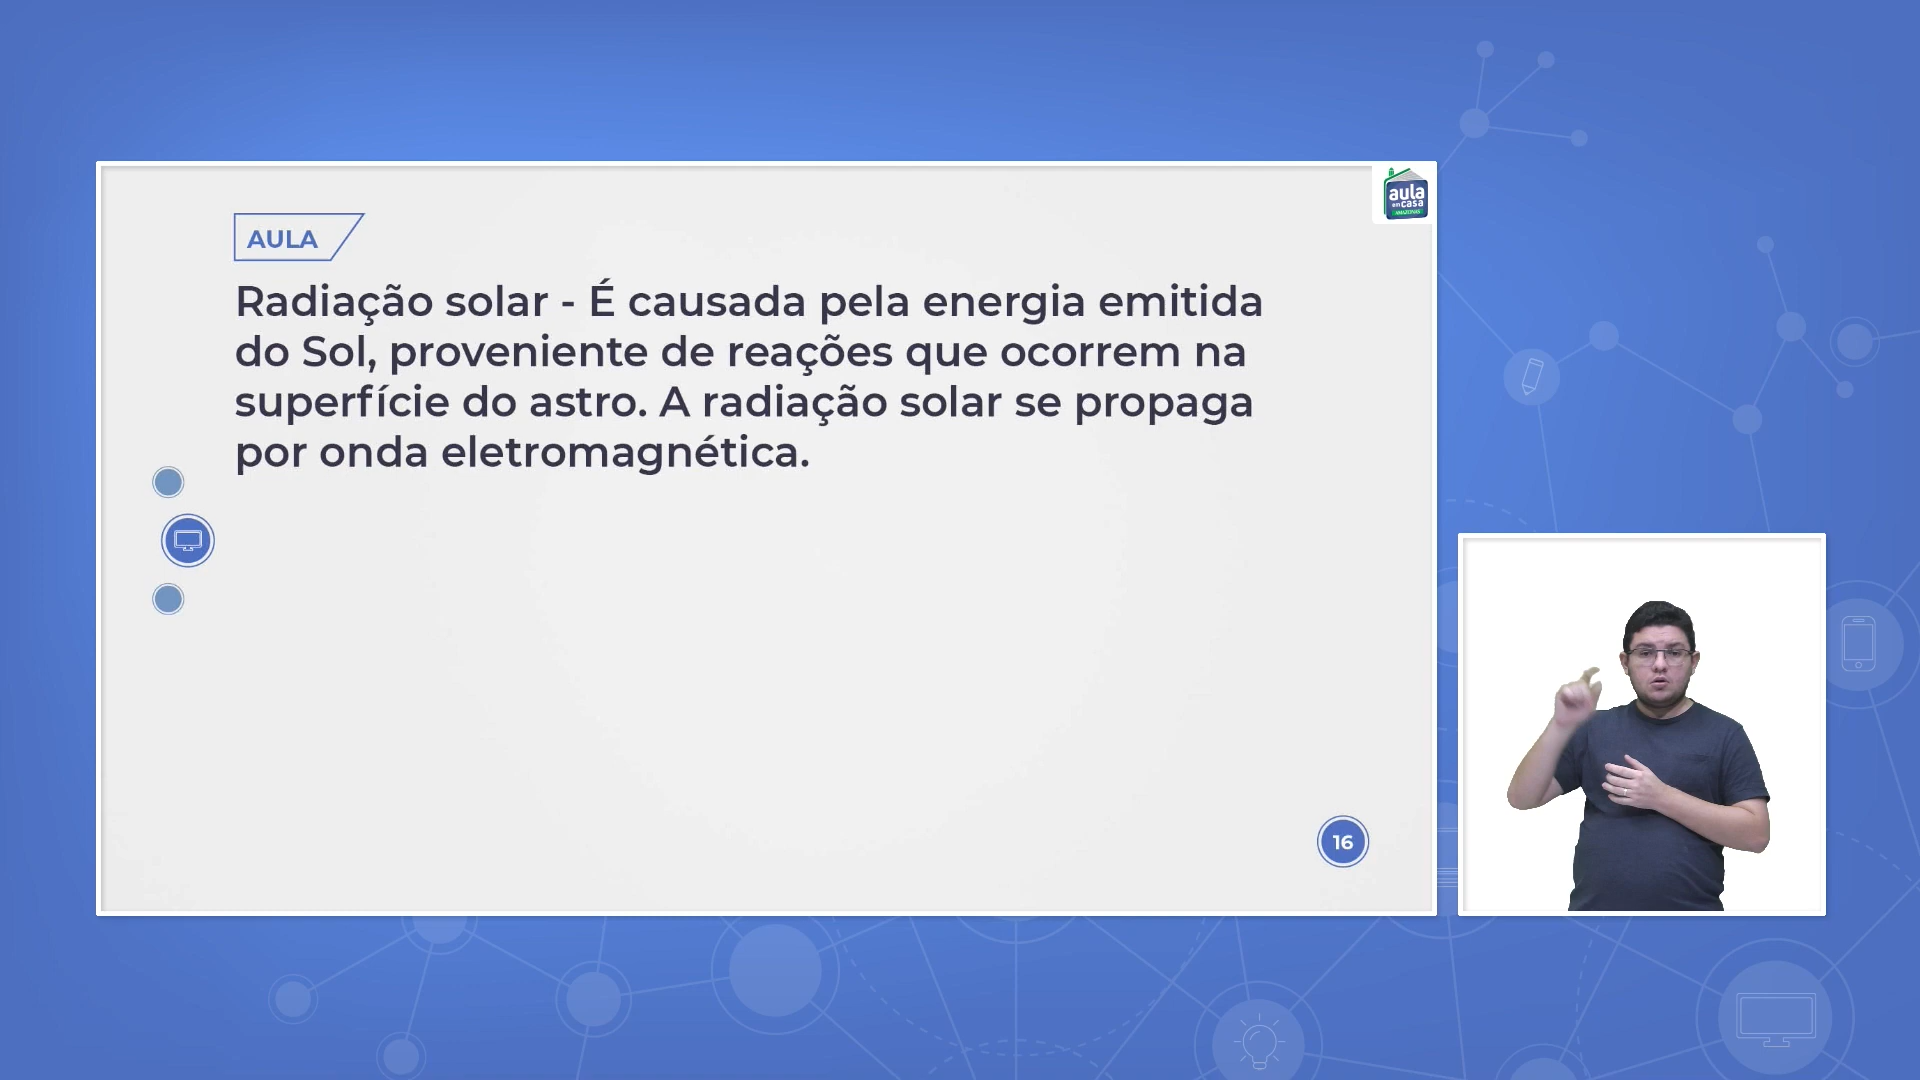 aula
em casa
AMAZONAS
AULA
Radiação solar - É causada pela energia emitida
do Sol, proveniente de reações que ocorrem na
superfície do astro. A radiação solar se propaga
por onda eletromagnética.
16